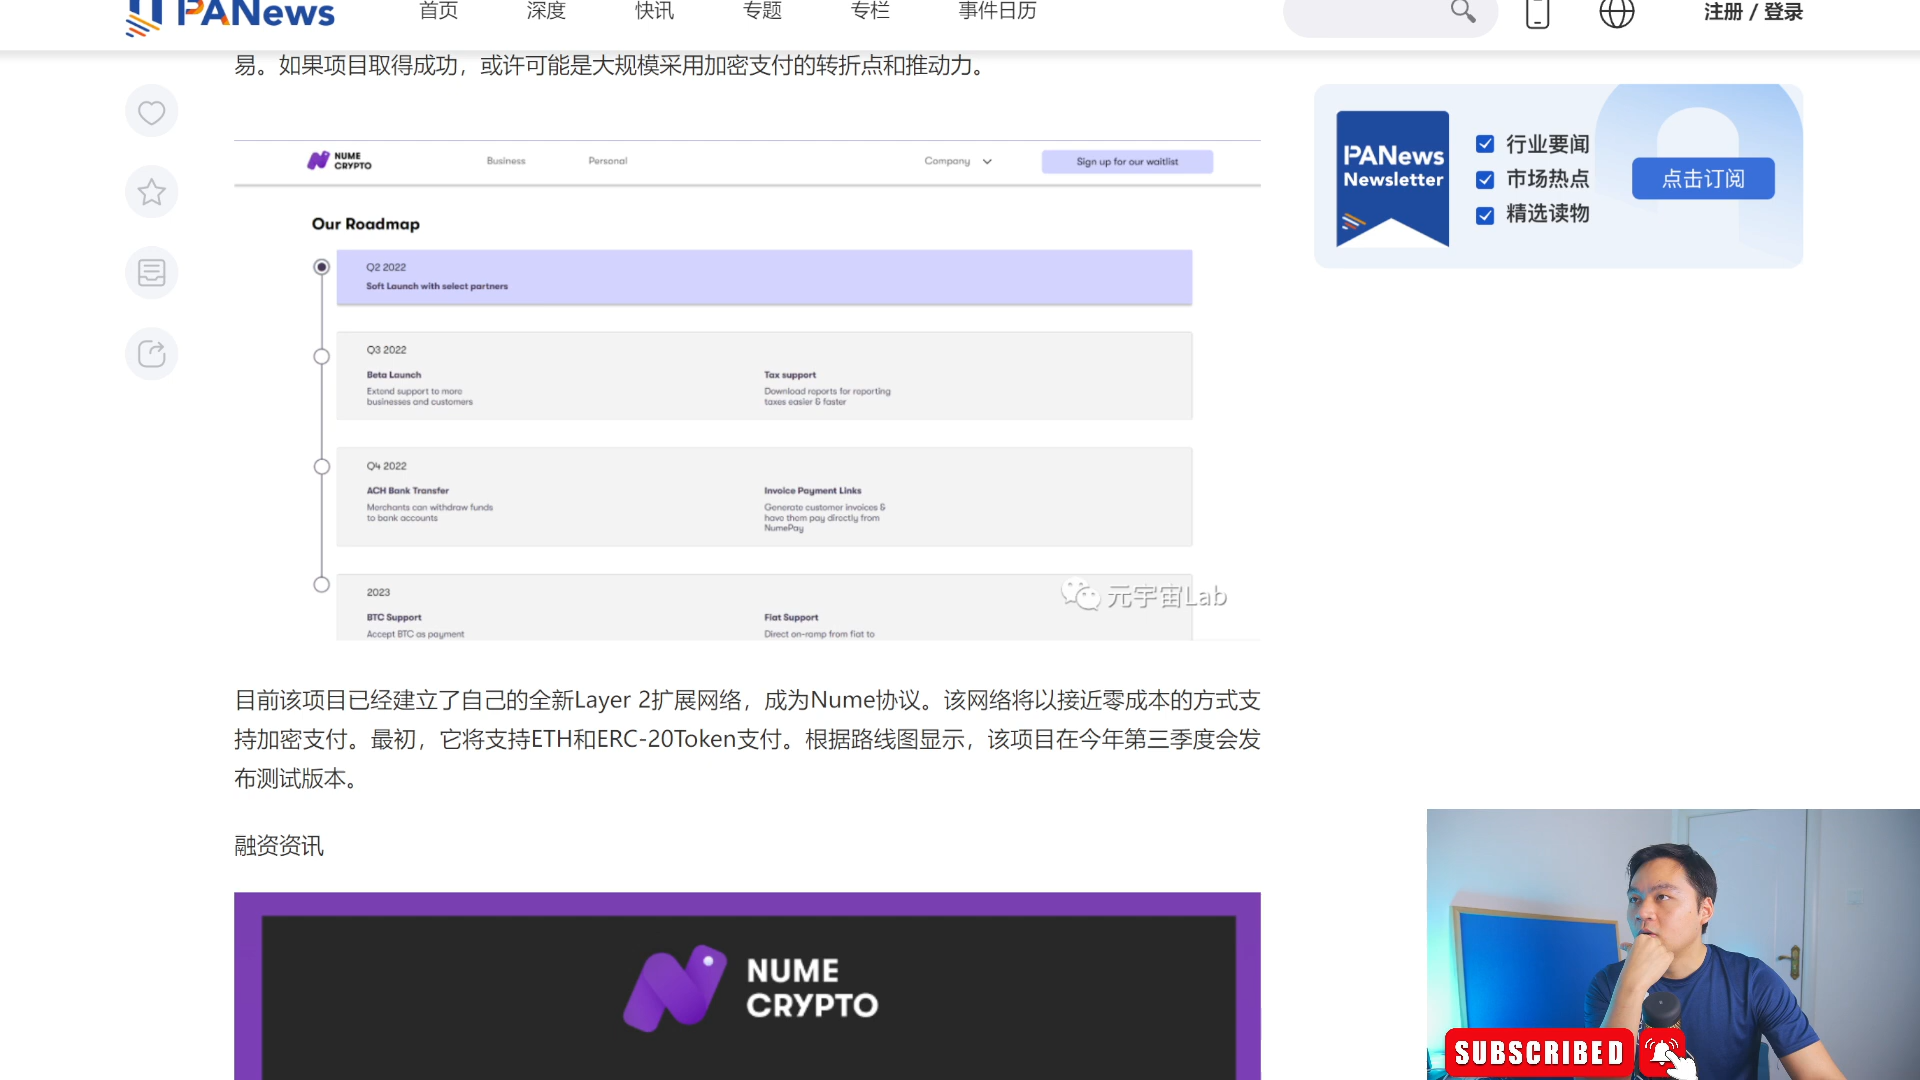 PANews
首页 深度 快讯 专题 专栏 事件日历
注册 / 登录
易。如果项目取得成功，或许可能是大规模采用加密支付的转折点和推动力。
NUME
CRYPTO
Business Personal Company Sign up for our waitlist
Our Roadmap
Q2 2022
Soft Launch with select partners
Q3 2022
Beta Launch
Extend support to more
businesses and customers
Tax support
Download reports for reporting
taxes easier & faster
Q4 2022
ACH Bank Transfer
Merchants can withdraw funds
to bank accounts
Invoice Payment Links
Generate customer invoices &
have them pay directly from
NumePay
2023
BTC Support
Accept BTC as payment
Fiat Support
Direct on-ramp from fiat to
元宇宙Lab
目前该项目已经建立了自己的全新Layer 2扩展网络，成为Nume协议。该网络将以接近零成本的方式支
持加密支付。最初，它将支持ETH和ERC-20Token支付。根据路线图显示，该项目在今年第三季度会发
布测试版本。
融资资讯
NUME
CRYPTO
PANews
Newsletter
行业要闻
市场热点
精选读物
点击订阅
SUBSCRIBED